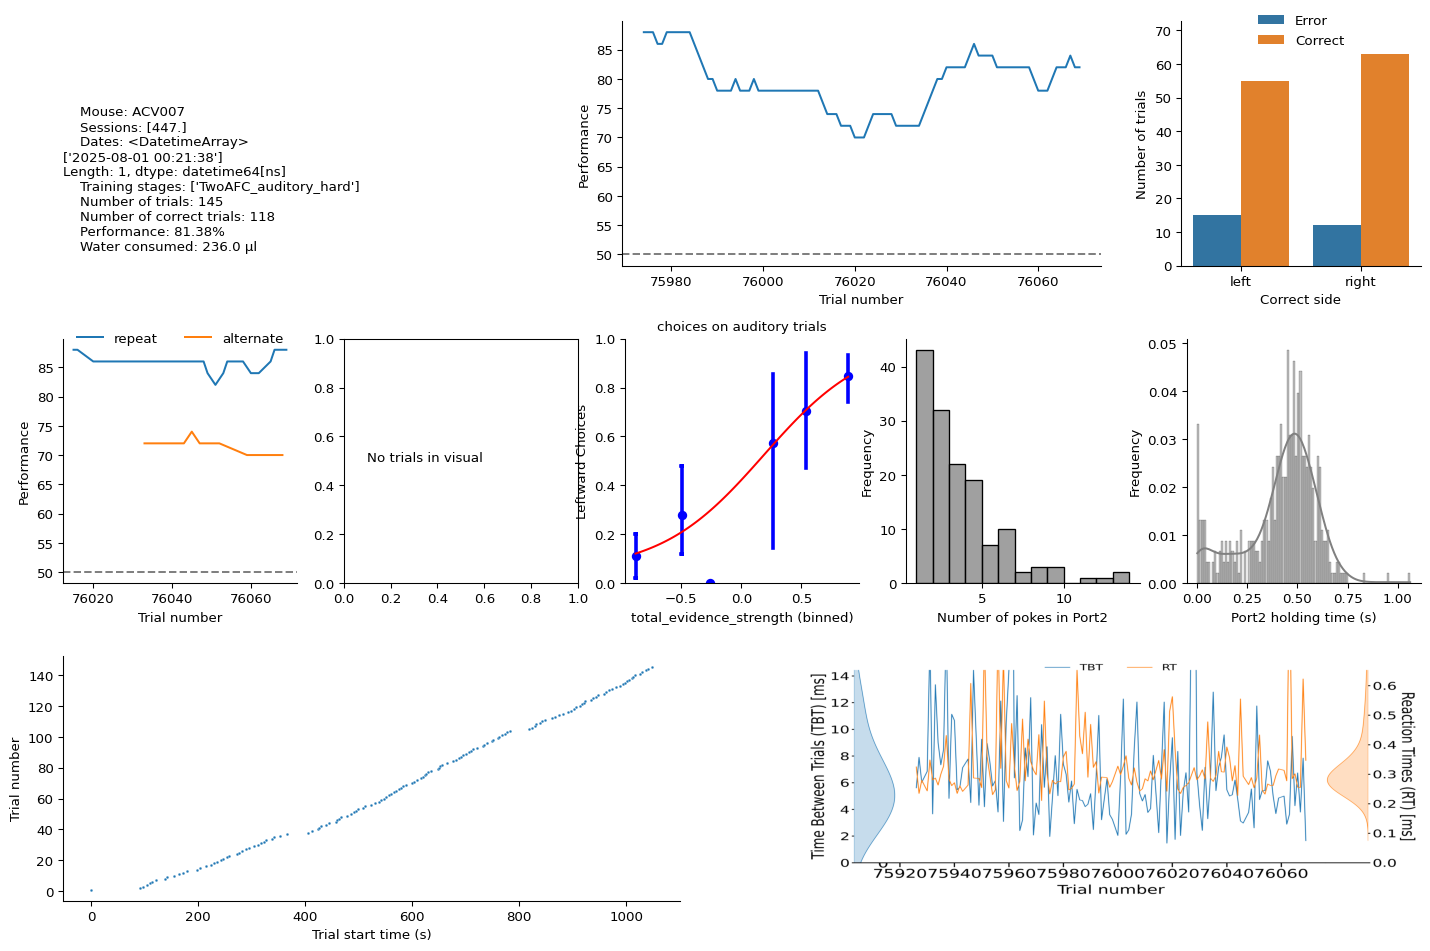 Mouse: ACV007
Sessions: [447.]
Dates: <DatetimeArray>
['2025-08-01 00:21:38']
Length: 1, dtype: datetime64[ns]
Training stages: ['TwoAFC_auditory_hard']
Number of trials: 145
Number of correct trials: 118
Performance: 81.38%
Water consumed: 236.0 µl
Performance
85
80
75
70
65
60
55
50
75980 76000 76020 76040 76060
Trial number
Error
Correct
Number of trials
70
60
50
40
30
20
10
0
left right
Correct side
repeat alternate
Performance
85
80
75
70
65
60
55
50
76020 76040 76060
Trial number
1.0
0.8
0.6
0.4
0.2
0.0
No trials in visual
0.0 0.2 0.4 0.6 0.8 1.0
choices on auditory trials
Leftward Choices
1.0
0.8
0.6
0.4
0.2
0.0
−0.5 0.0 0.5
total_evidence_strength (binned)
Frequency
40
30
20
10
0
5 10
Number of pokes in Port2
Frequency
0.05
0.04
0.03
0.02
0.01
0.00
0.00 0.25 0.50 0.75 1.00
Port2 holding time (s)
Trial number
140
120
100
80
60
40
20
0
0 200 400 600 800 1000
Trial start time (s)
TBT RT
Time Between Trials (TBT) [ms]
14
12
10
8
6
4
2
0
0
75920 75940 75960 75980 76000 76020 76040 76060
Trial number
0.6
0.5
0.4
0.3
0.2
0.1
0.0
Reaction Times (RT) [ms]